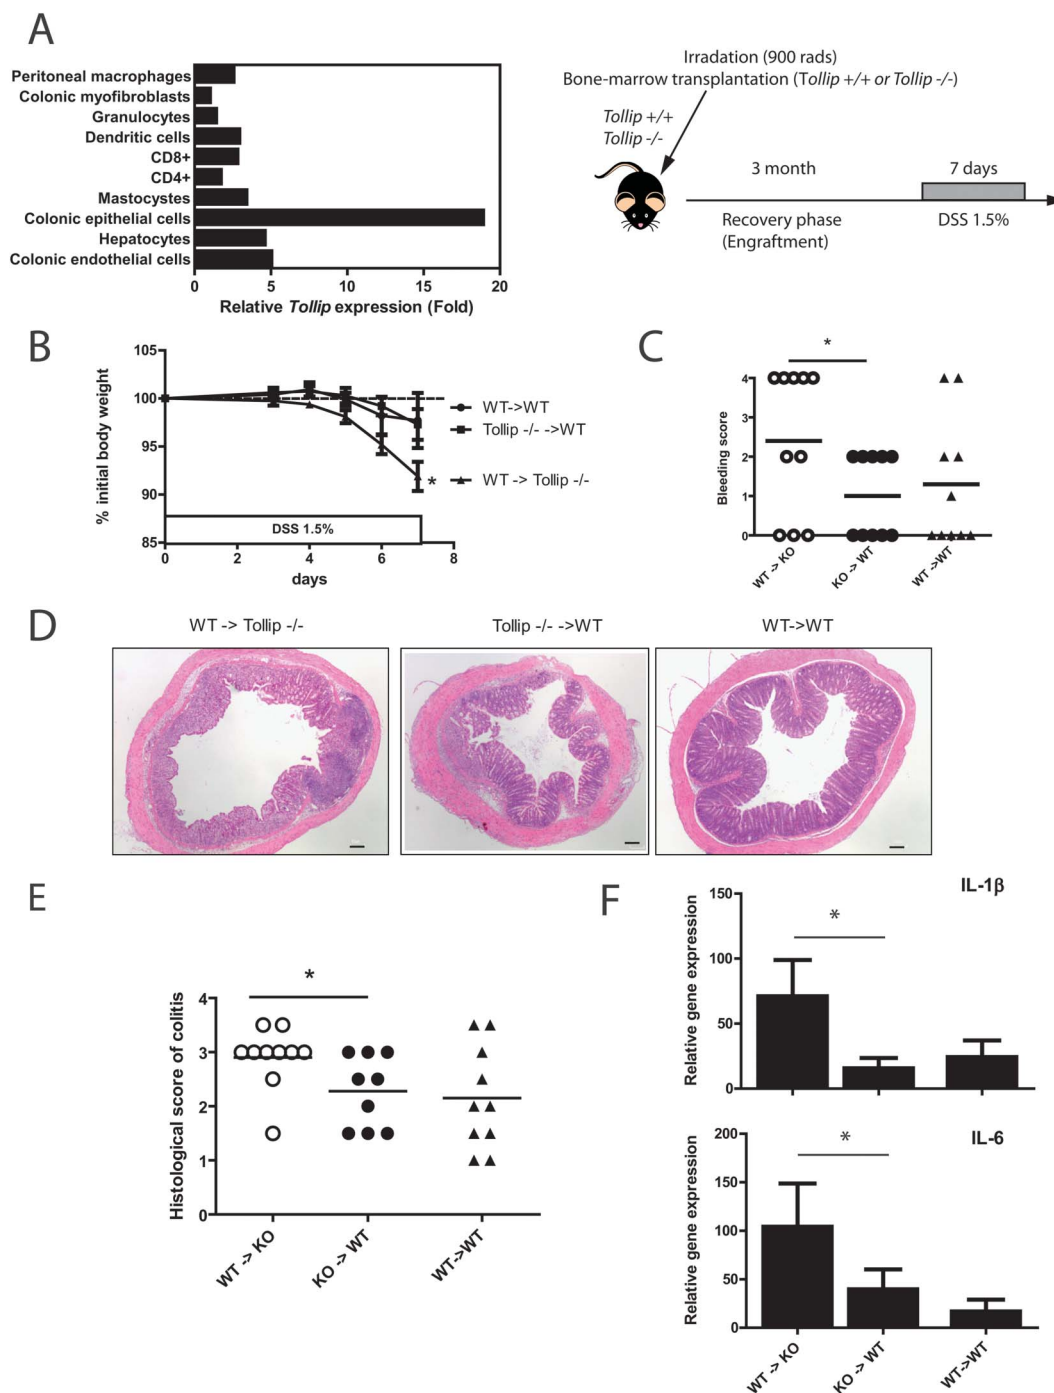 A
Peritoneal macrophages
Colonic myofibroblasts
Granulocytes
Dendritic cells
CD8+
CD4+
Mastocystes
Colonic epithelial cells
Hepatocytes
Colonic endothelial cells
0 5 10 15 20
Relative Tollip expression (Fold)
Irradiation (900 rads)
Bone-marrow transplantation (Tollip +/+ or Tollip -/-)
Tollip +/+
Tollip -/-
3 month
7 days
Recovery phase
(Engraftment)
DSS 1.5%
B
% initial body weight
105
100
95
90
85
DSS 1.5%
0 2 4 6 8
days
WT->WT
Tollip -/- ->WT
* WT -> Tollip -/-
C
*
Bleeding score
4
3
2
1
0
WT -> KO
KO -> WT
WT ->WT
D
WT -> Tollip -/-
Tollip -/- ->WT
WT->WT
E
*
Histological score of colitis
4
3
2
1
0
WT -> KO
KO -> WT
WT->WT
F
IL-1β
*
Relative gene expression
150
100
50
0
IL-6
*
Relative gene expression
200
150
100
50
0
WT -> KO
KO -> WT
WT->WT